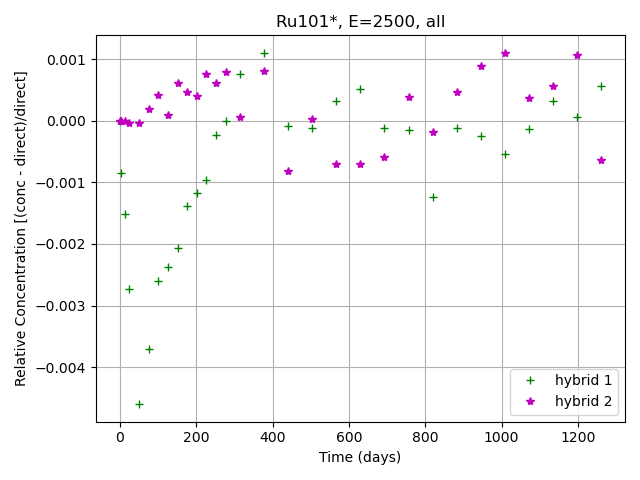 Ru101*, E=2500, all
Relative Concentration [(conc - direct)/direct]
0.001
0.000
−0.001
−0.002
−0.003
−0.004
hybrid 1
hybrid 2
0 200 400 600 800 1000 1200
Time (days)